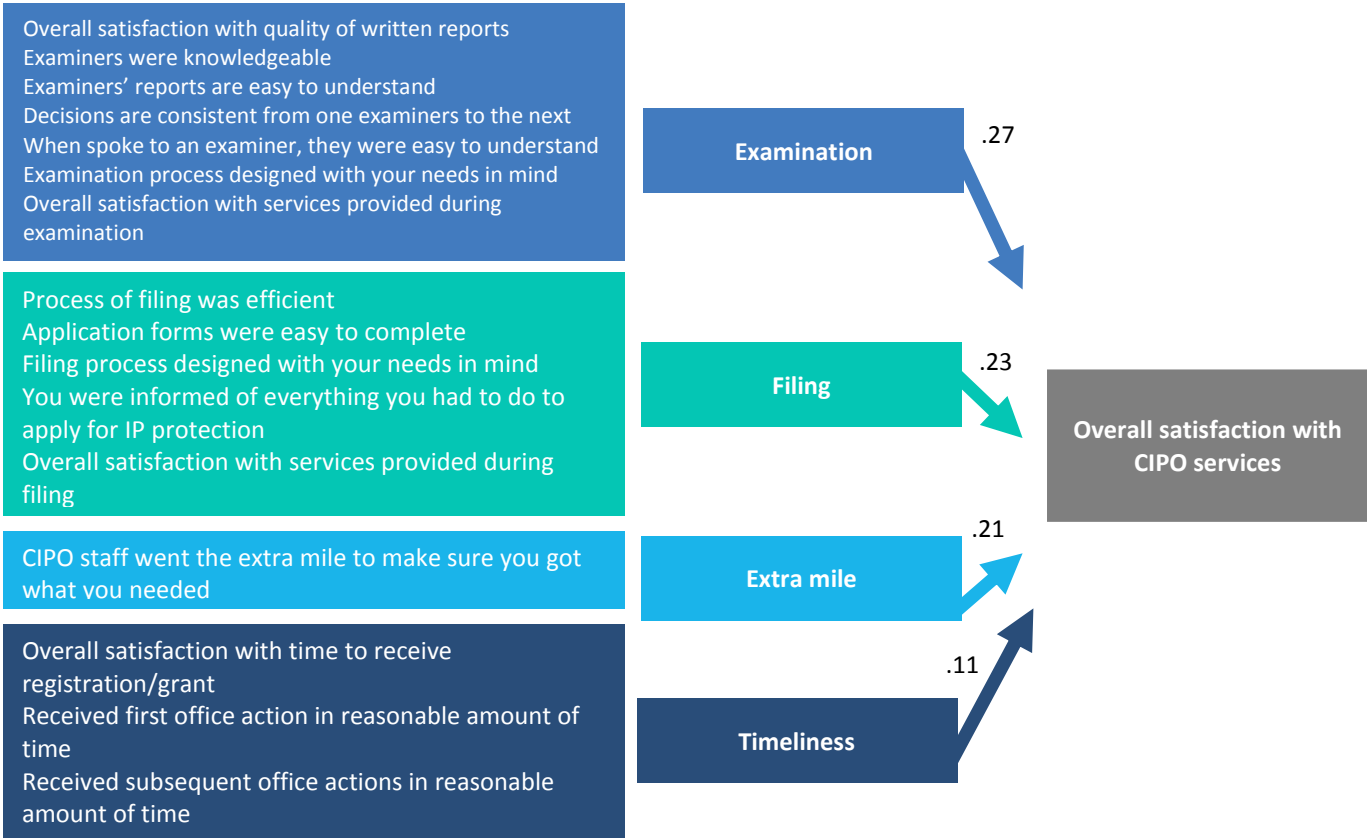 Overall satisfaction with quality of written reports
Examiners were knowledgeable
Examiners’ reports are easy to understand
Decisions are consistent from one examiners to the next
When spoke to an examiner, they were easy to understand
Examination process designed with your needs in mind
Overall satisfaction with services provided during
examination
Examination
.27
Process of filing was efficient
Application forms were easy to complete
Filing process designed with your needs in mind
You were informed of everything you had to do to
apply for IP protection
Overall satisfaction with services provided during
filing
Filing
.23
Overall satisfaction with
CIPO services
CIPO staff went the extra mile to make sure you got
what you needed
Extra mile
.21
Overall satisfaction with time to receive
registration/grant
Received first office action in reasonable amount of
time
Received subsequent office actions in reasonable
amount of time
Timeliness
.11